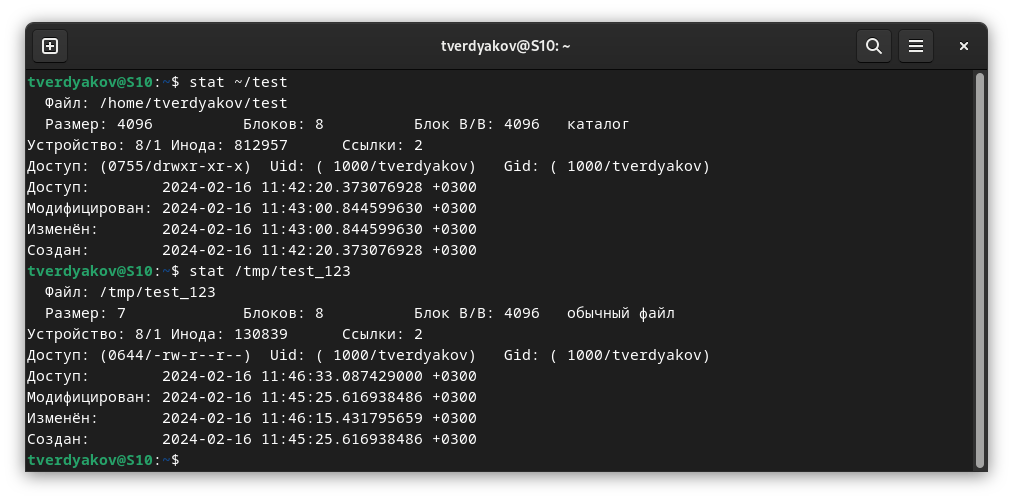 tverdyakov@S10: ~
tverdyakov@S10:~$ stat ~/test
  Файл: /home/tverdyakov/test
  Размер: 4096          Блоков: 8          Блок В/В: 4096   каталог
Устройство: 8/1 Инода: 812957      Ссылки: 2
Доступ: (0755/drwxr-xr-x)  Uid: ( 1000/tverdyakov)   Gid: ( 1000/tverdyakov)
Доступ:        2024-02-16 11:42:20.373076928 +0300
Модифицирован: 2024-02-16 11:43:00.844599630 +0300
Изменён:       2024-02-16 11:43:00.844599630 +0300
Создан:        2024-02-16 11:42:20.373076928 +0300
tverdyakov@S10:~$ stat /tmp/test_123
  Файл: /tmp/test_123
  Размер: 7             Блоков: 8          Блок В/В: 4096   обычный файл
Устройство: 8/1 Инода: 130839      Ссылки: 2
Доступ: (0644/-rw-r--r--)  Uid: ( 1000/tverdyakov)   Gid: ( 1000/tverdyakov)
Доступ:        2024-02-16 11:46:33.087429000 +0300
Модифицирован: 2024-02-16 11:45:25.616938486 +0300
Изменён:       2024-02-16 11:46:15.431795659 +0300
Создан:        2024-02-16 11:45:25.616938486 +0300
tverdyakov@S10:~$